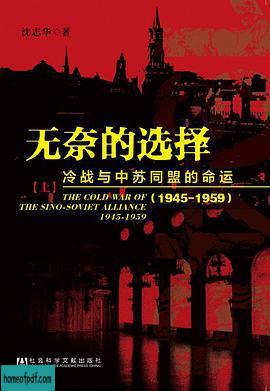 沈志华 著
无奈的选择
【上】
冷战与中苏同盟的命运
(1945-1959)
THE COLD WAR OF
THE SINO-SOVIET ALLIANCE
1945-1959
社会科学文献出版社
homeofpdf.com